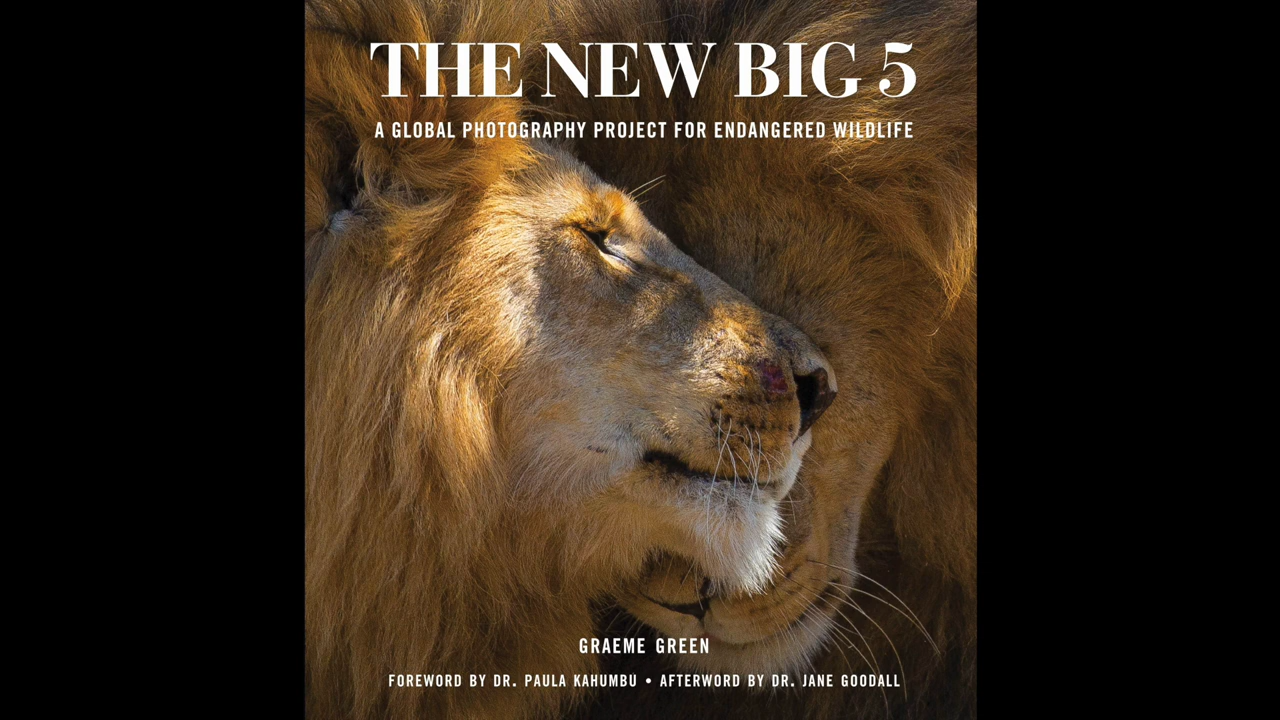 THE NEW BIG 5
A GLOBAL PHOTOGRAPHY PROJECT FOR ENDANGERED WILDLIFE
GRAEME GREEN
FOREWORD BY DR. PAULA KAHUMBU • AFTERWORD BY DR. JANE GOODALL